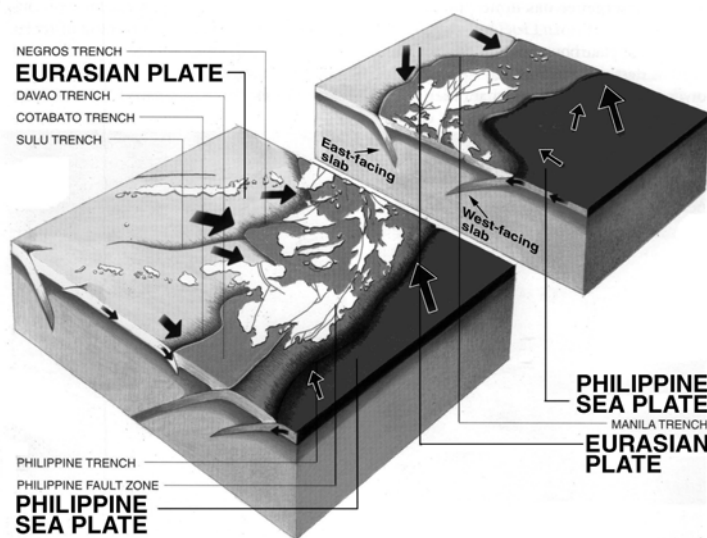 NEGROS TRENCH
EURASIAN PLATE
DAVAO TRENCH
COTABATO TRENCH
SULU TRENCH
East-facing
slab
West-facing
slab
PHILIPPINE
SEA PLATE
MANILA TRENCH
EURASIAN
PLATE
PHILIPPINE TRENCH
PHILIPPINE FAULT ZONE
PHILIPPINE
SEA PLATE